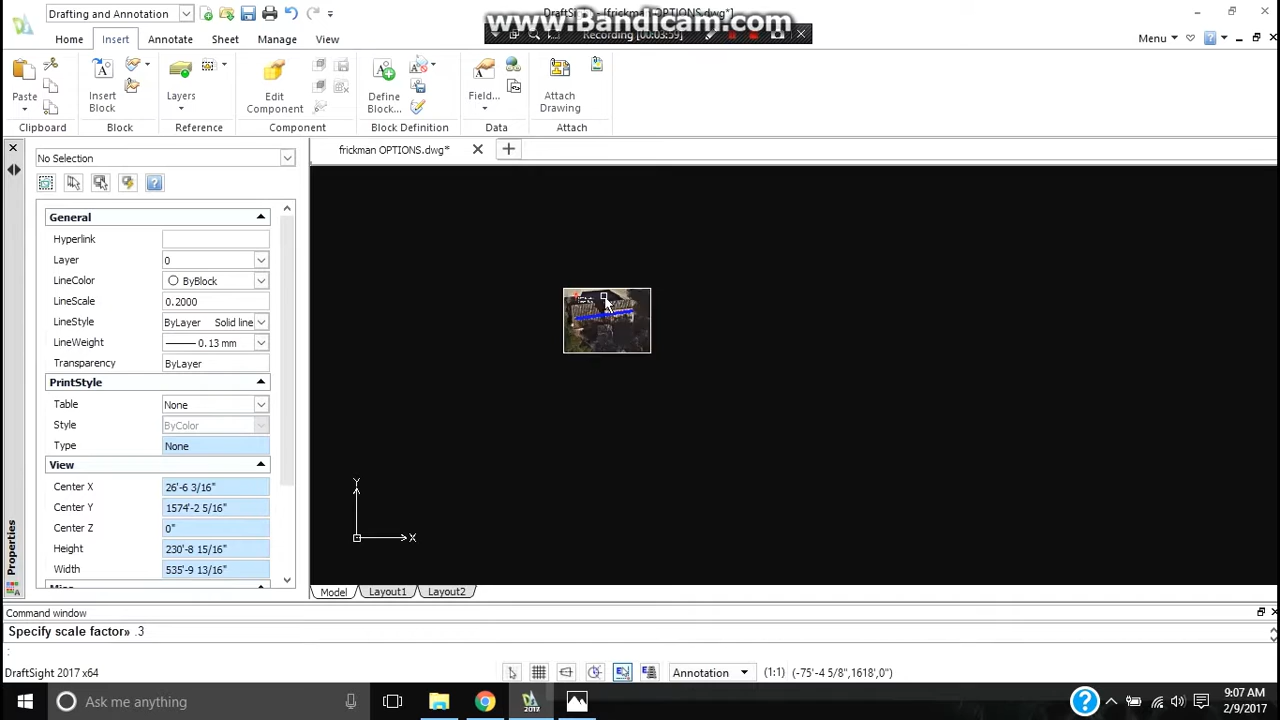 Drafting and Annotation
DraftSight - [frickman OPTIONS.dwg*]
www.Bandicam.com
Recording [00:03:59]
Home Insert Annotate Sheet Manage View Menu
Paste Insert Block Layers Edit Component Define Block... Field... Attach Drawing
Clipboard Block Reference Component Block Definition Data Attach
frickman OPTIONS.dwg*
No Selection
General
Hyperlink
Layer 0
LineColor ByBlock
LineScale 0.2000
LineStyle ByLayer Solid line
LineWeight 0.13 mm
Transparency ByLayer
PrintStyle
Table None
Style ByColor
Type None
View
Center X 26'-6 3/16"
Center Y 1574'-2 5/16"
Center Z 0"
Height 230'-8 15/16"
Width 535'-9 13/16"
Misc
Properties
Y
X
Model Layout1 Layout2
Command window
Specify scale factor» .3
:
DraftSight 2017 x64 Annotation (1:1) (-75'-4 5/8",1618',0")
Ask me anything
2017
9:07 AM
2/9/2017